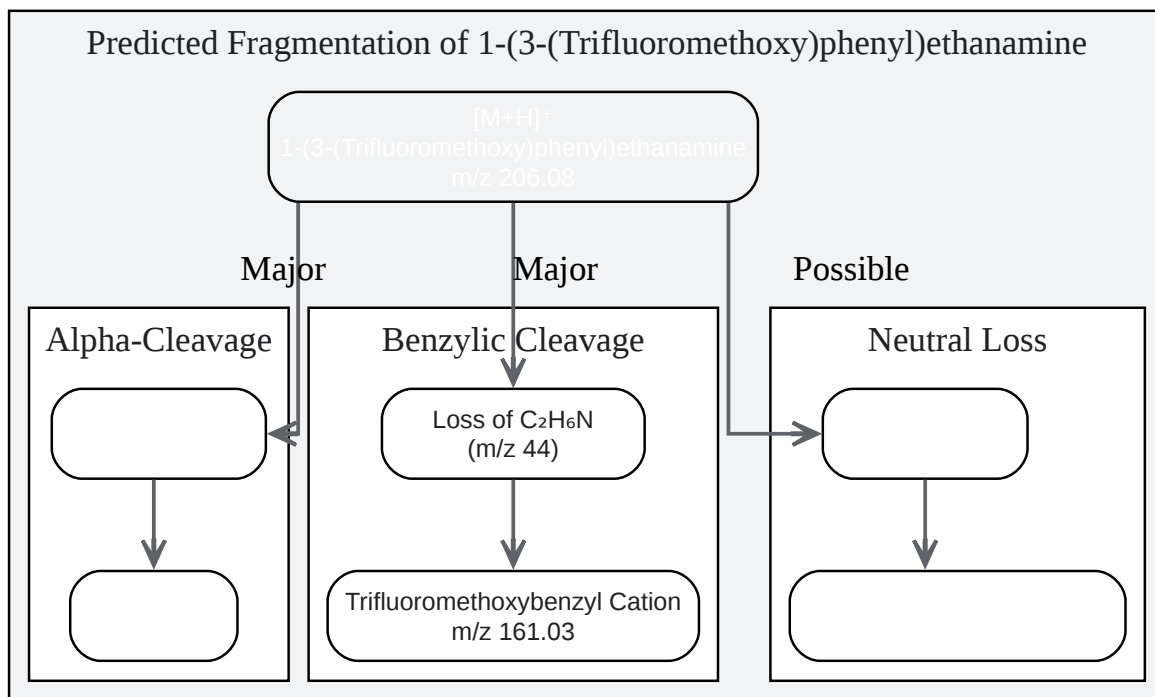 Predicted Fragmentation of 1-(3-(Trifluoromethoxy)phenyl)ethanamine
[M+H]⁺
1-(3-(Trifluoromethoxy)phenyl)ethanamine
m/z 206.08
Major
Major
Possible
Alpha-Cleavage
Benzylic Cleavage
Neutral Loss
Loss of C₂H₆N
(m/z 44)
Trifluoromethoxybenzyl Cation
m/z 161.03